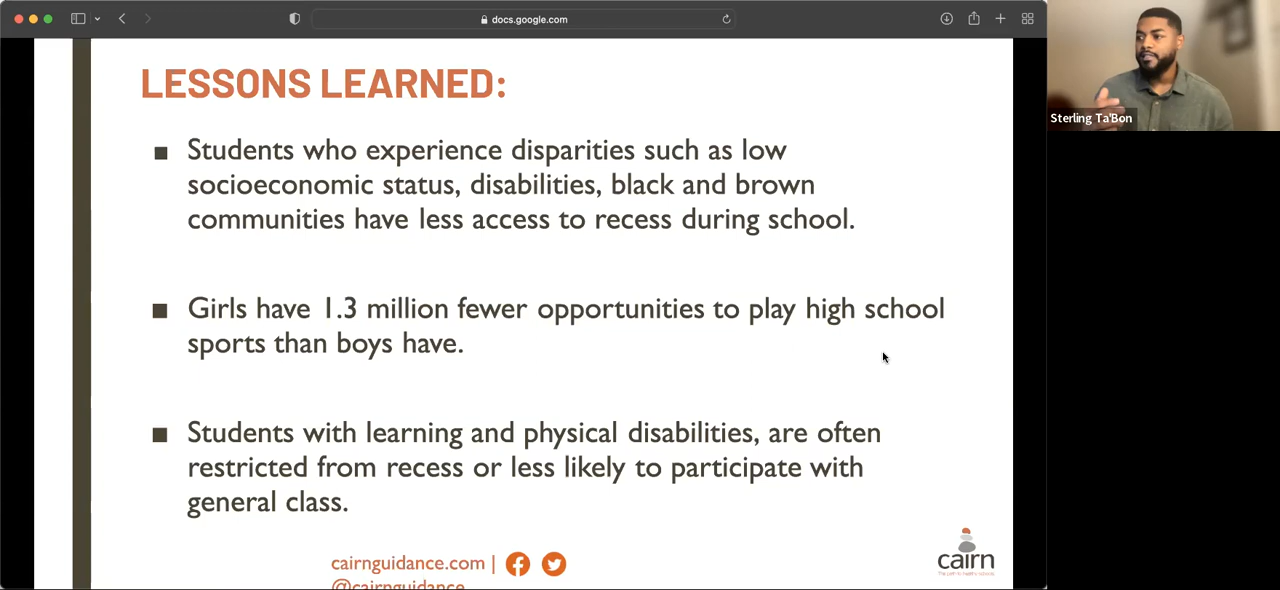 docs.google.com
LESSONS LEARNED:
■ Students who experience disparities such as low
socioeconomic status, disabilities, black and brown
communities have less access to recess during school.
■ Girls have 1.3 million fewer opportunities to play high school
sports than boys have.
■ Students with learning and physical disabilities, are often
restricted from recess or less likely to participate with
general class.
cairnguidance.com |
@cairnguidance
cairn
Sterling Ta'Bon